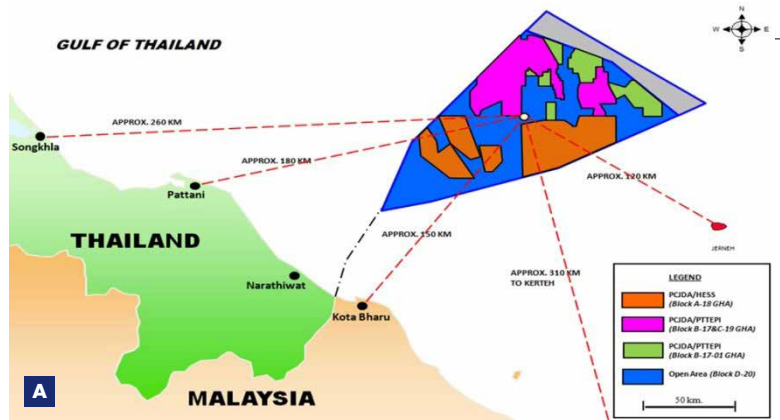 N
W
E
S
GULF OF THAILAND
APPROX. 260 KM
Songkhla
APPROX. 180 KM
Pattani
APPROX. 120 KM
THAILAND
APPROX. 150 KM
JERNEH
Narathiwat
APPROX. 310 KM
TO KERTEH
Kota Bharu
MALAYSIA
A
LEGEND
PCJDA/HESS
(Block A-18 GHA)
PCJDA/PTTEPI
(Block B-17&C-19 GHA)
PCJDA/PTTEPI
(Block B-17-01 GHA)
Open Area (Block D-20)
50 km.